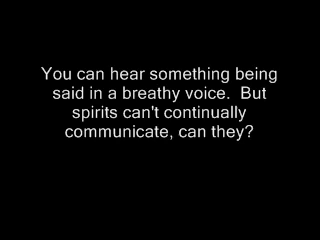 You can hear something being
said in a breathy voice.  But
spirits can't continually
communicate, can they?